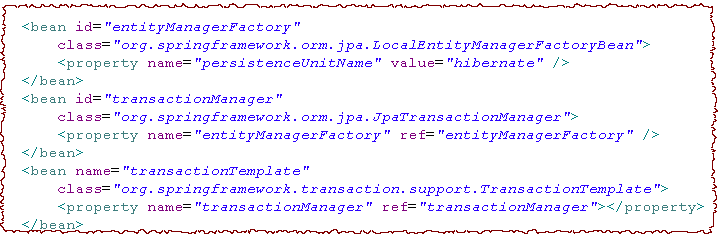 <bean id="entityManagerFactory"
class="org.springframework.orm.jpa.LocalEntityManagerFactoryBean">
<property name="persistenceUnitName" value="hibernate" />
</bean>
<bean id="transactionManager"
class="org.springframework.orm.jpa.JpaTransactionManager">
<property name="entityManagerFactory" ref="entityManagerFactory" />
</bean>
<bean name="transactionTemplate"
class="org.springframework.transaction.support.TransactionTemplate">
<property name="transactionManager" ref="transactionManager"></property>
</bean>